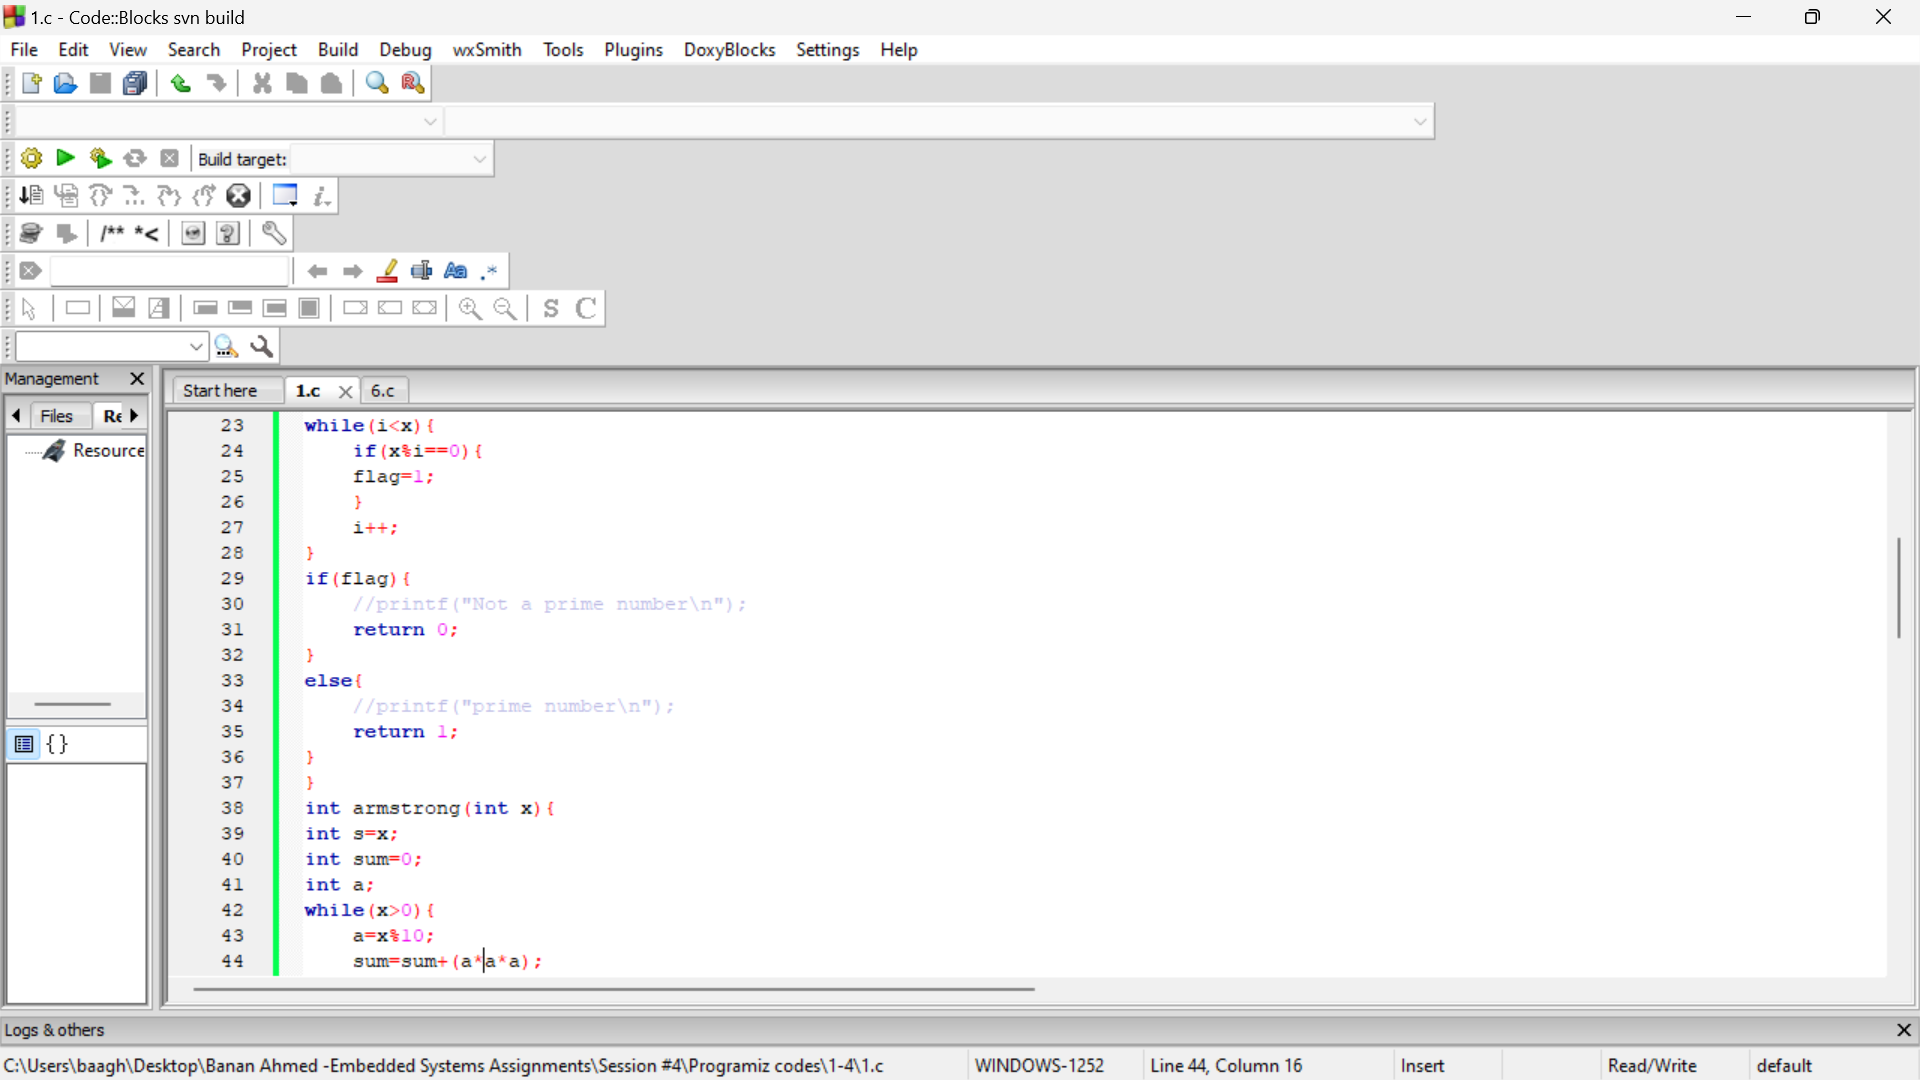 1.c - Code::Blocks svn build
File Edit View Search Project Build Debug wxSmith Tools Plugins DoxyBlocks Settings Help
Build target:
/** *<
Aa .*
S C
Management
Start here 1.c 6.c
Files Re
Resource
{}
23 while(i<x){
24 if(x%i==0){
25 flag=1;
26 }
27 i++;
28 }
29 if(flag){
30 //printf("Not a prime number\n");
31 return 0;
32 }
33 else{
34 //printf("prime number\n");
35 return 1;
36 }
37 }
38 int armstrong(int x){
39 int s=x;
40 int sum=0;
41 int a;
42 while(x>0){
43 a=x%10;
44 sum=sum+(a*a*a);
Logs & others
C:\Users\baagh\Desktop\Banan Ahmed -Embedded Systems Assignments\Session #4\Programiz codes\1-4\1.c WINDOWS-1252 Line 44, Column 16 Insert Read/Write default